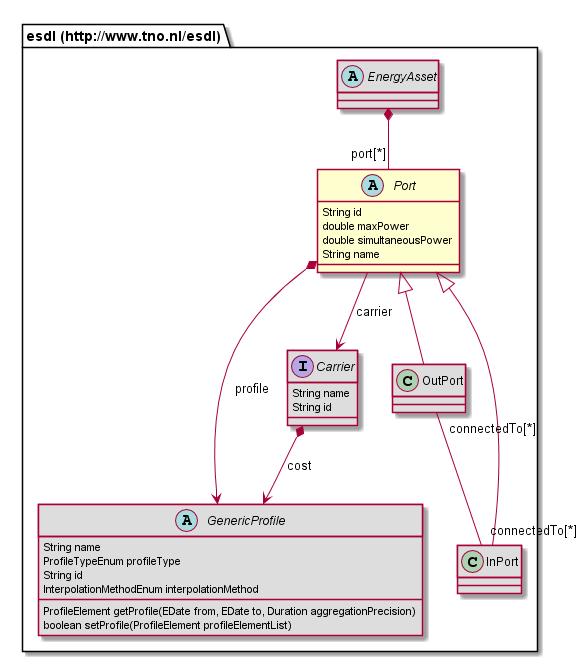 esdl (http://www.tno.nl/esdl)
A EnergyAsset
port[*]
A Port
String id
double maxPower
double simultaneousPower
String name
carrier
profile
I Carrier
String name
String id
C OutPort
connectedTo[*]
cost
A GenericProfile
String name
ProfileTypeEnum profileType
String id
InterpolationMethodEnum interpolationMethod
ProfileElement getProfile(EDate from, EDate to, Duration aggregationPrecision)
boolean setProfile(ProfileElement profileElementList)
connectedTo[*]
C InPort